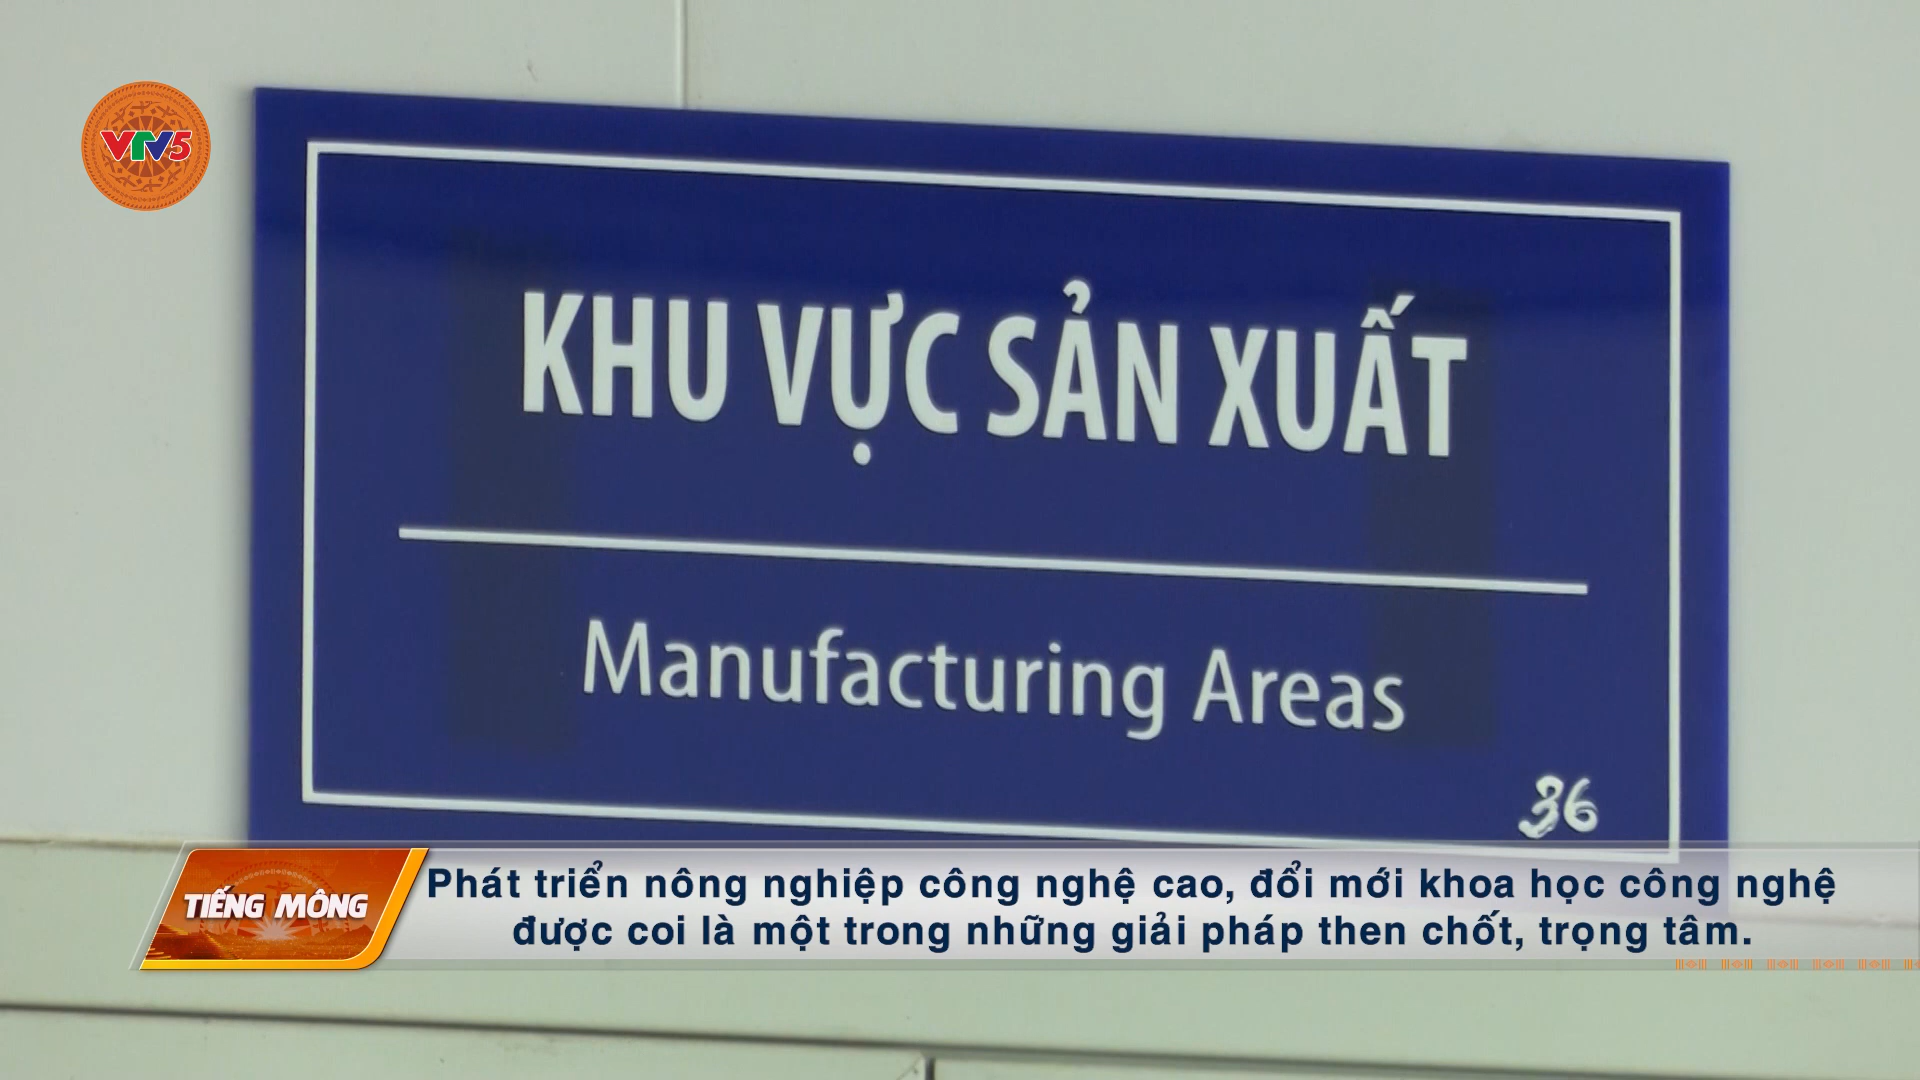 VTV5
KHU VỰC SẢN XUẤT
Manufacturing Areas
36
TIẾNG MÔNG
Phát triển nông nghiệp công nghệ cao, đổi mới khoa học công nghệ
được coi là một trong những giải pháp then chốt, trọng tâm.